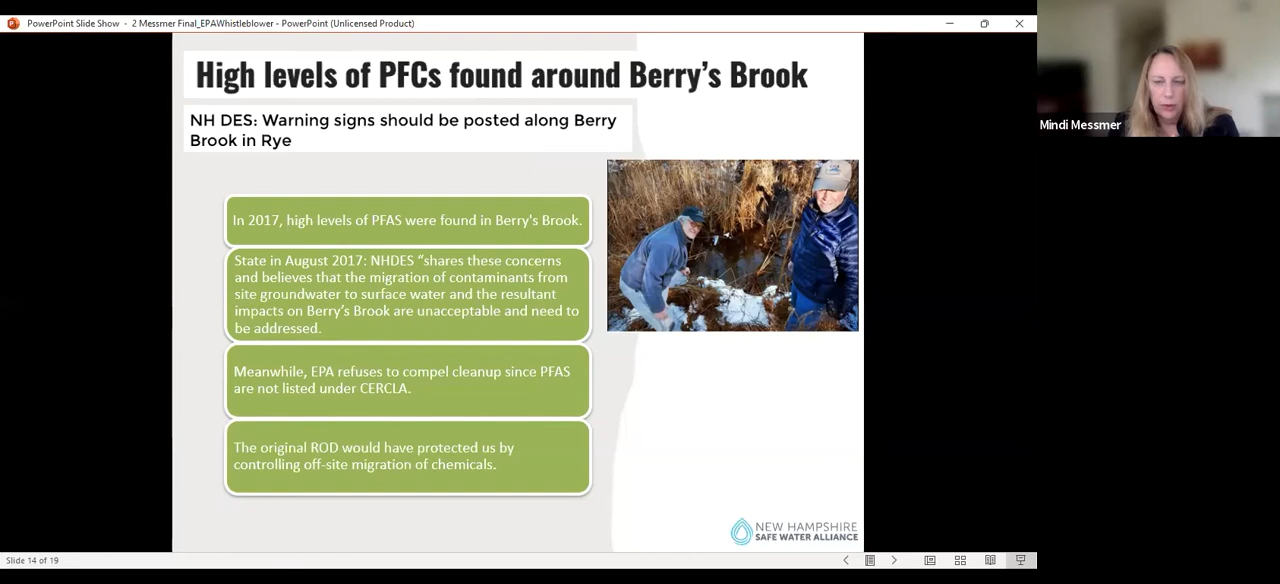 PowerPoint Slide Show - 2 Messmer Final_EPAWhistleblower - PowerPoint (Unlicensed Product)
High levels of PFCs found around Berry's Brook
NH DES: Warning signs should be posted along Berry
Brook in Rye
Mindi Messmer
In 2017, high levels of PFAS were found in Berry's Brook.
State in August 2017: NHDES “shares these concerns
and believes that the migration of contaminants from
site groundwater to surface water and the resultant
impacts on Berry's Brook are unacceptable and need to
be addressed.
Meanwhile, EPA refuses to compel cleanup since PFAS
are not listed under CERCLA.
The original ROD would have protected us by
controlling off-site migration of chemicals.
NEW HAMPSHIRE
SAFE WATER ALLIANCE
Slide 14 of 19